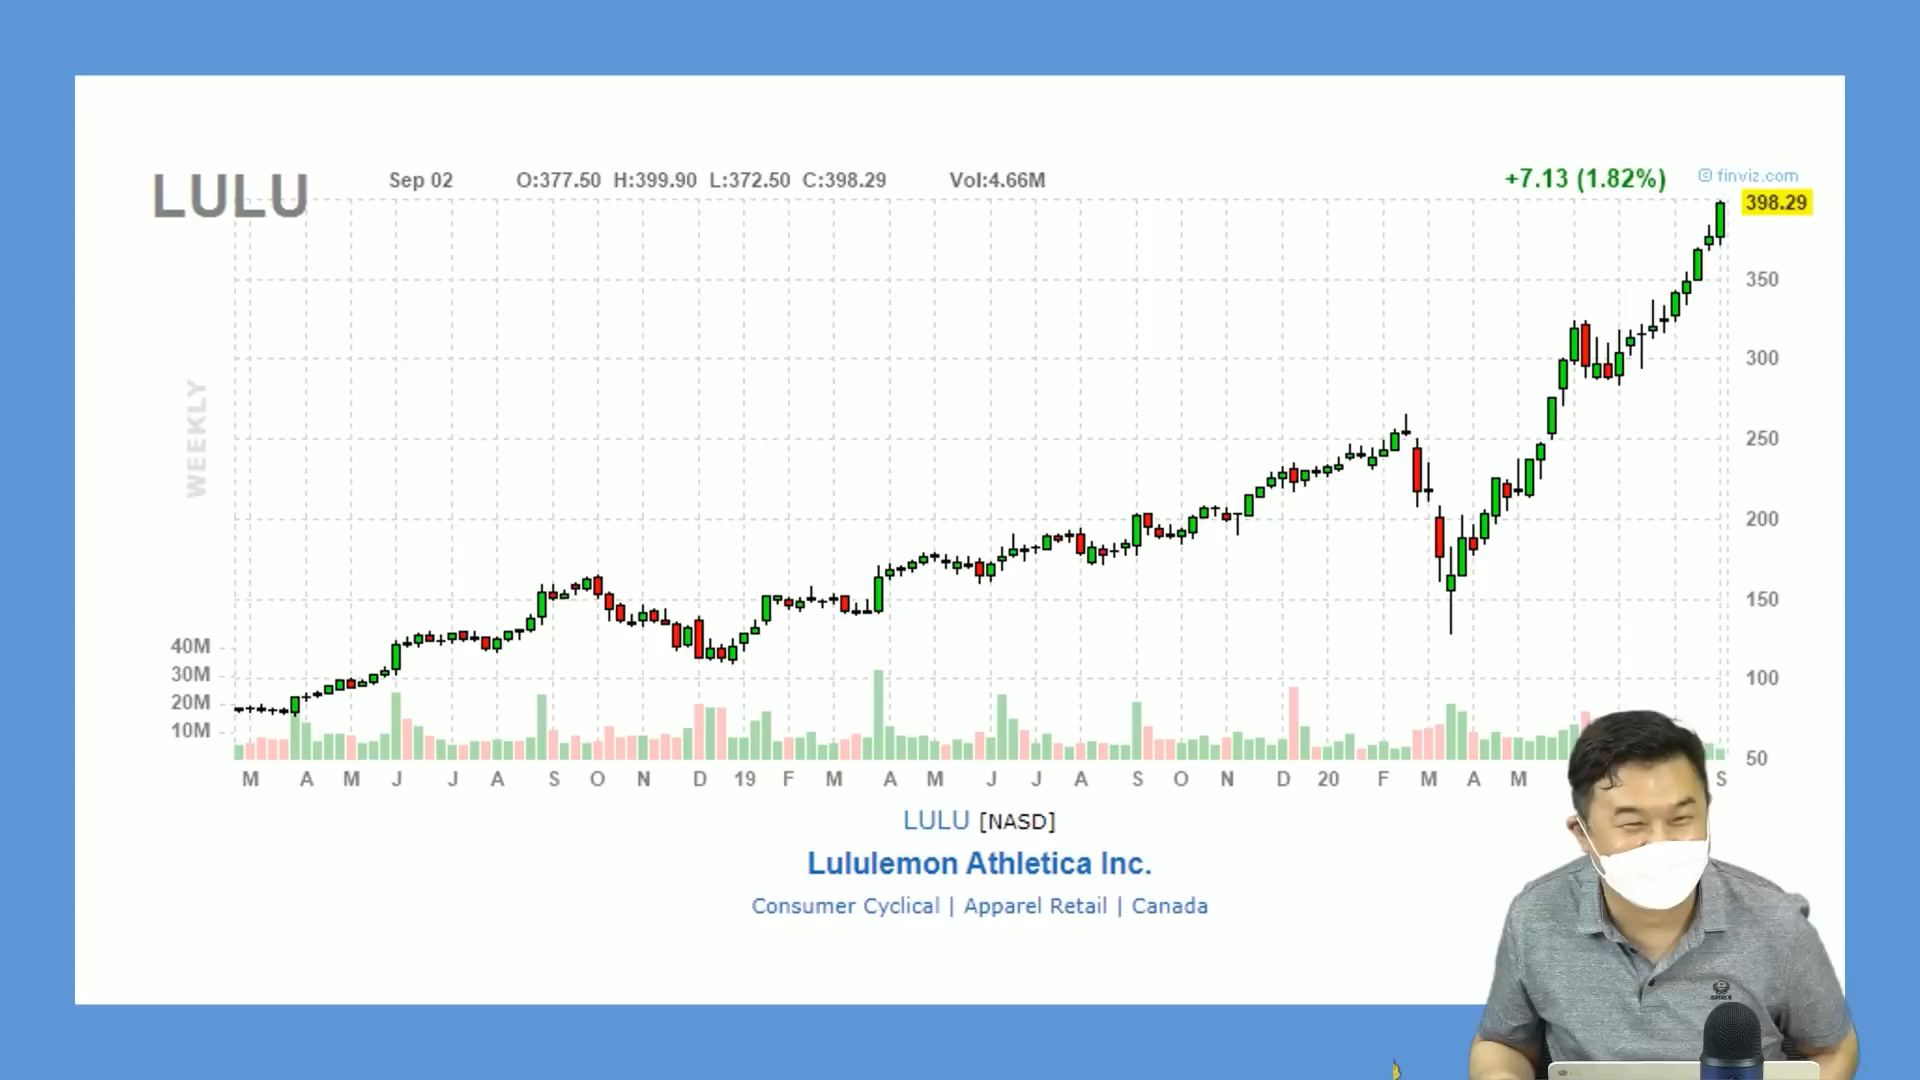 LULU
Sep 02 O:377.50 H:399.90 L:372.50 C:398.29 Vol:4.66M
+7.13 (1.82%)
© finviz.com
398.29
350
300
250
200
150
100
50
WEEKLY
40M
30M
20M
10M
M A M J J A S O N D 19 F M A M J J A S O N D 20 F M A M S
LULU [NASD]
Lululemon Athletica Inc.
Consumer Cyclical | Apparel Retail | Canada